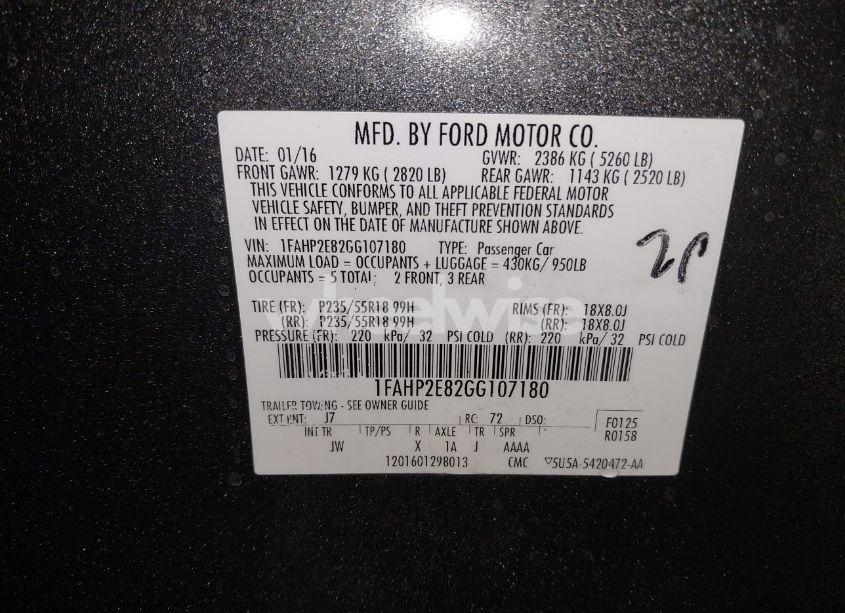 MFD. BY FORD MOTOR CO.
DATE: 01/16 GVWR: 2386 KG ( 5260 LB)
FRONT GAWR: 1279 KG ( 2820 LB) REAR GAWR: 1143 KG ( 2520 LB)
THIS VEHICLE CONFORMS TO ALL APPLICABLE FEDERAL MOTOR
VEHICLE SAFETY, BUMPER, AND THEFT PREVENTION STANDARDS
IN EFFECT ON THE DATE OF MANUFACTURE SHOWN ABOVE.
VIN: 1FAHP2E82GG107180 TYPE: Passenger Car
MAXIMUM LOAD = OCCUPANTS + LUGGAGE = 430KG/ 950LB
OCCUPANTS = 5 TOTAL: 2 FRONT, 3 REAR
TIRE (FR): P235/55R18 99H RIMS (FR): 18X8.0J
(RR): P235/55R18 99H (RR): 18X8.0J
PRESSURE (FR): 220 kPa/ 32 PSI COLD (RR): 220 kPa/ 32 PSI COLD
1FAHP2E82GG107180
TRAILER TOWING - SEE OWNER GUIDE
EXT PNT: J7 RC: 72 DSO: F0125
INT TR TP/PS R AXLE TR SPR R0158
JW X 1A J AAAA
1201601298013 CMC 5U5A-5420472-AA